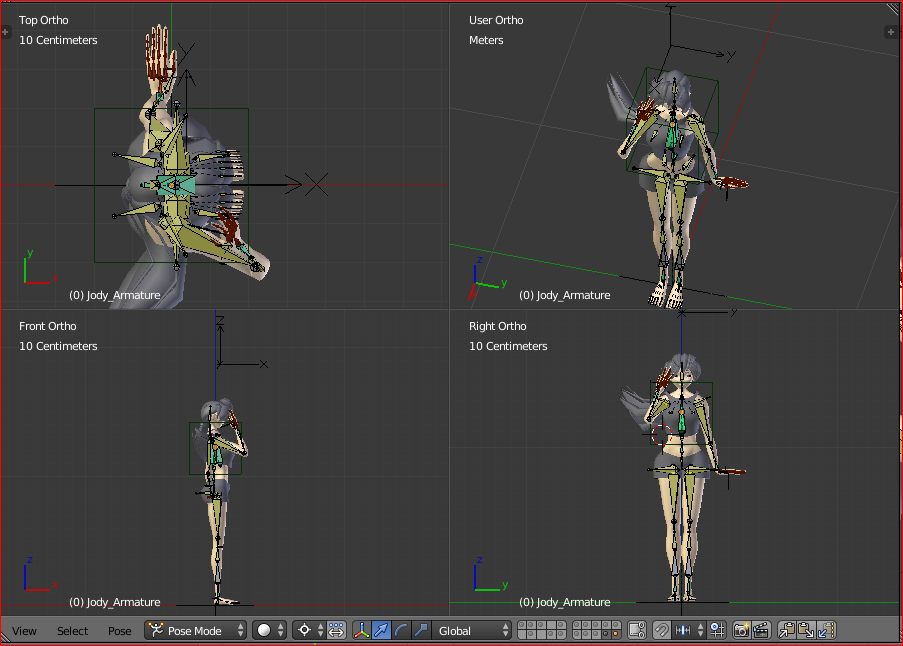 Top Ortho
10 Centimeters
Y
X
y
x
(0) Jody_Armature
User Ortho
Meters
Y
X
z
y
(0) Jody_Armature
Front Ortho
10 Centimeters
Z
X
z
x
(0) Jody_Armature
Right Ortho
10 Centimeters
Y
z
y
(0) Jody_Armature
View Select Pose Pose Mode Global